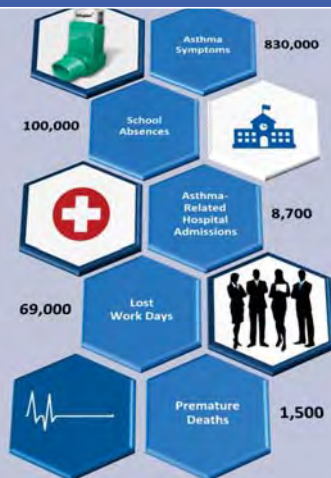 Asthma
Symptoms
830,000
100,000
School
Absences
Asthma-
Related
Hospital
Admissions
8,700
69,000
Lost
Work Days
Premature
Deaths
1,500